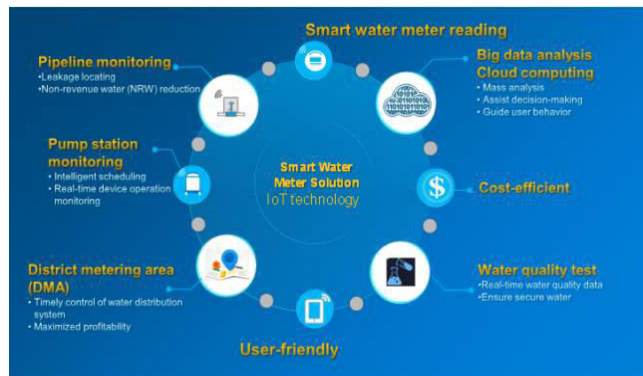 Smart water meter reading
Pipeline monitoring
•Leakage locating
•Non-revenue water (NRW) reduction
Big data analysis
Cloud computing
• Mass analysis
• Assist decision-making
• Guide user behavior
Pump station
monitoring
• Intelligent scheduling
• Real-time device operation
monitoring
Smart Water
Meter Solution
IoT technology
$
Cost-efficient
District metering area
(DMA)
• Timely control of water distribution
system
• Maximized profitability
Water quality test
•Real-time water quality data
•Ensure secure water
User-friendly